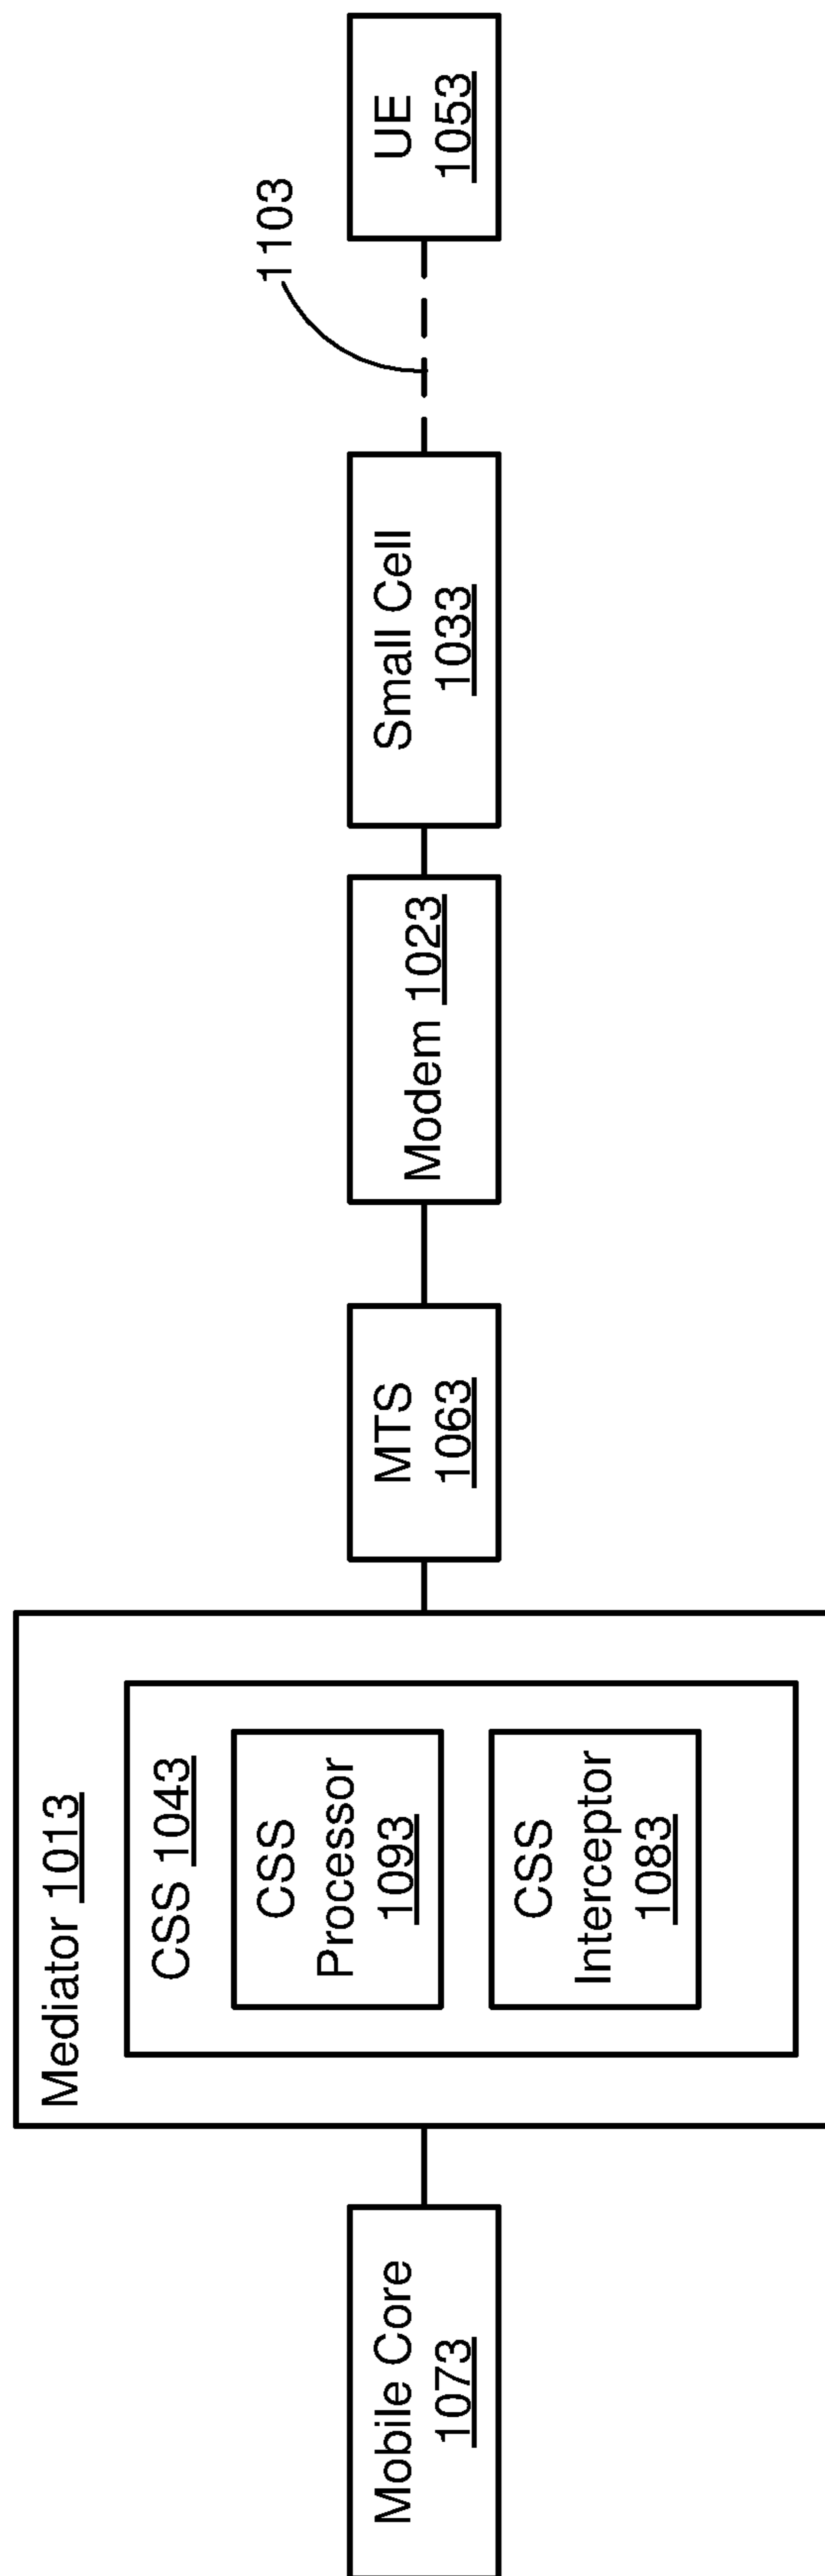 Mediator 1013
CSS 1043
CSS
Processor
1093
CSS
Interceptor
1083
Mobile Core
1073
MTS
1063
Modem 1023
Small Cell
1033
1103
UE
1053